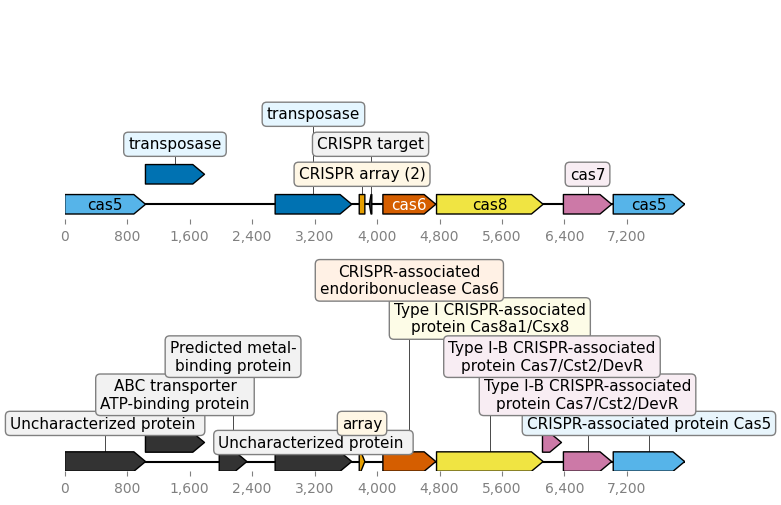 transposase
transposase
CRISPR target
CRISPR array (2)
cas7
cas5
cas6
cas8
cas5
0 800 1,600 2,400 3,200 4,000 4,800 5,600 6,400 7,200
CRISPR-associated
endoribonuclease Cas6
Type I CRISPR-associated
protein Cas8a1/Csx8
Predicted metal-
binding protein
Type I-B CRISPR-associated
protein Cas7/Cst2/DevR
ABC transporter
ATP-binding protein
Type I-B CRISPR-associated
protein Cas7/Cst2/DevR
Uncharacterized protein
array
CRISPR-associated protein Cas5
Uncharacterized protein
0 800 1,600 2,400 3,200 4,000 4,800 5,600 6,400 7,200